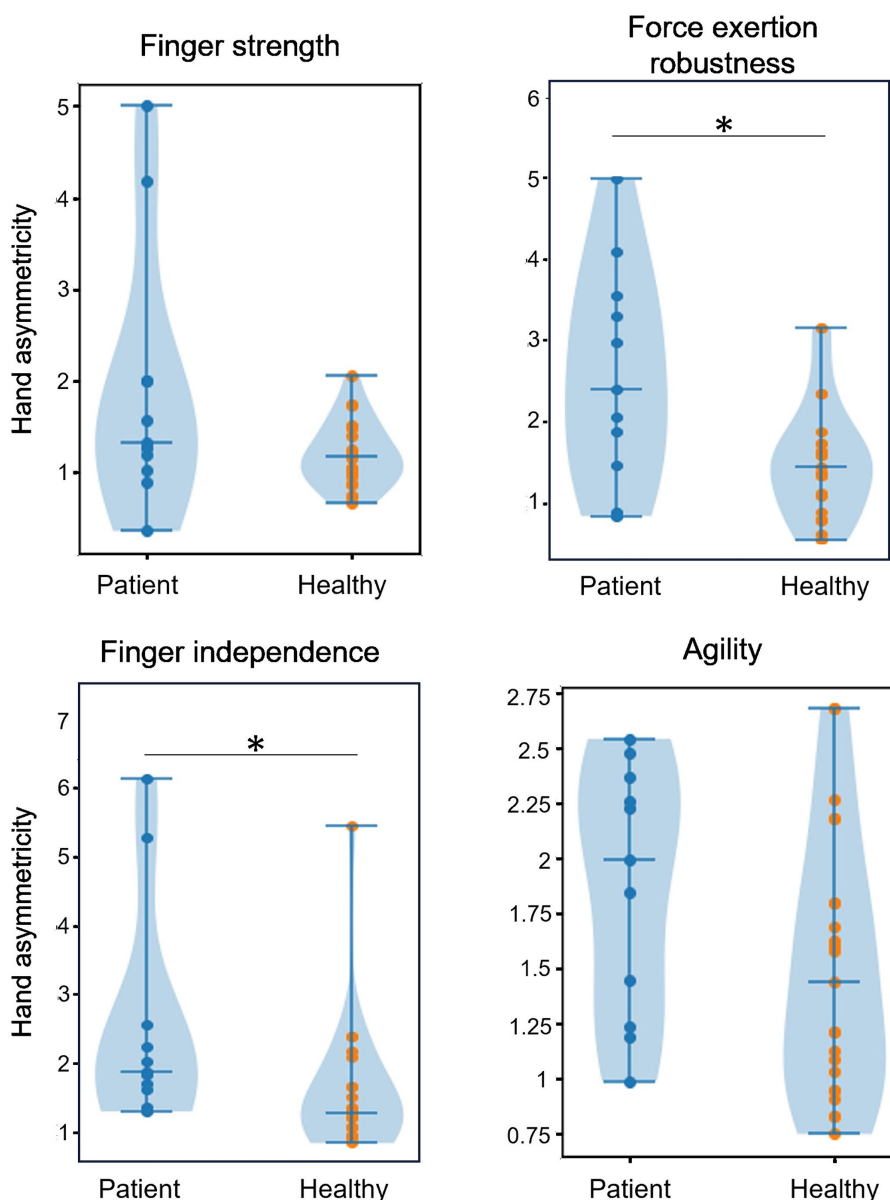 Finger strength
Hand asymmetricity
5
4
3
2
1
Patient
Healthy
Force exertion
robustness
*
6
5
4
3
2
1
Patient
Healthy
Finger independence
*
Hand asymmetricity
7
6
5
4
3
2
1
Patient
Healthy
Agility
2.75
2.5
2.25
2
1.75
1.5
1.25
1
0.75
Patient
Healthy